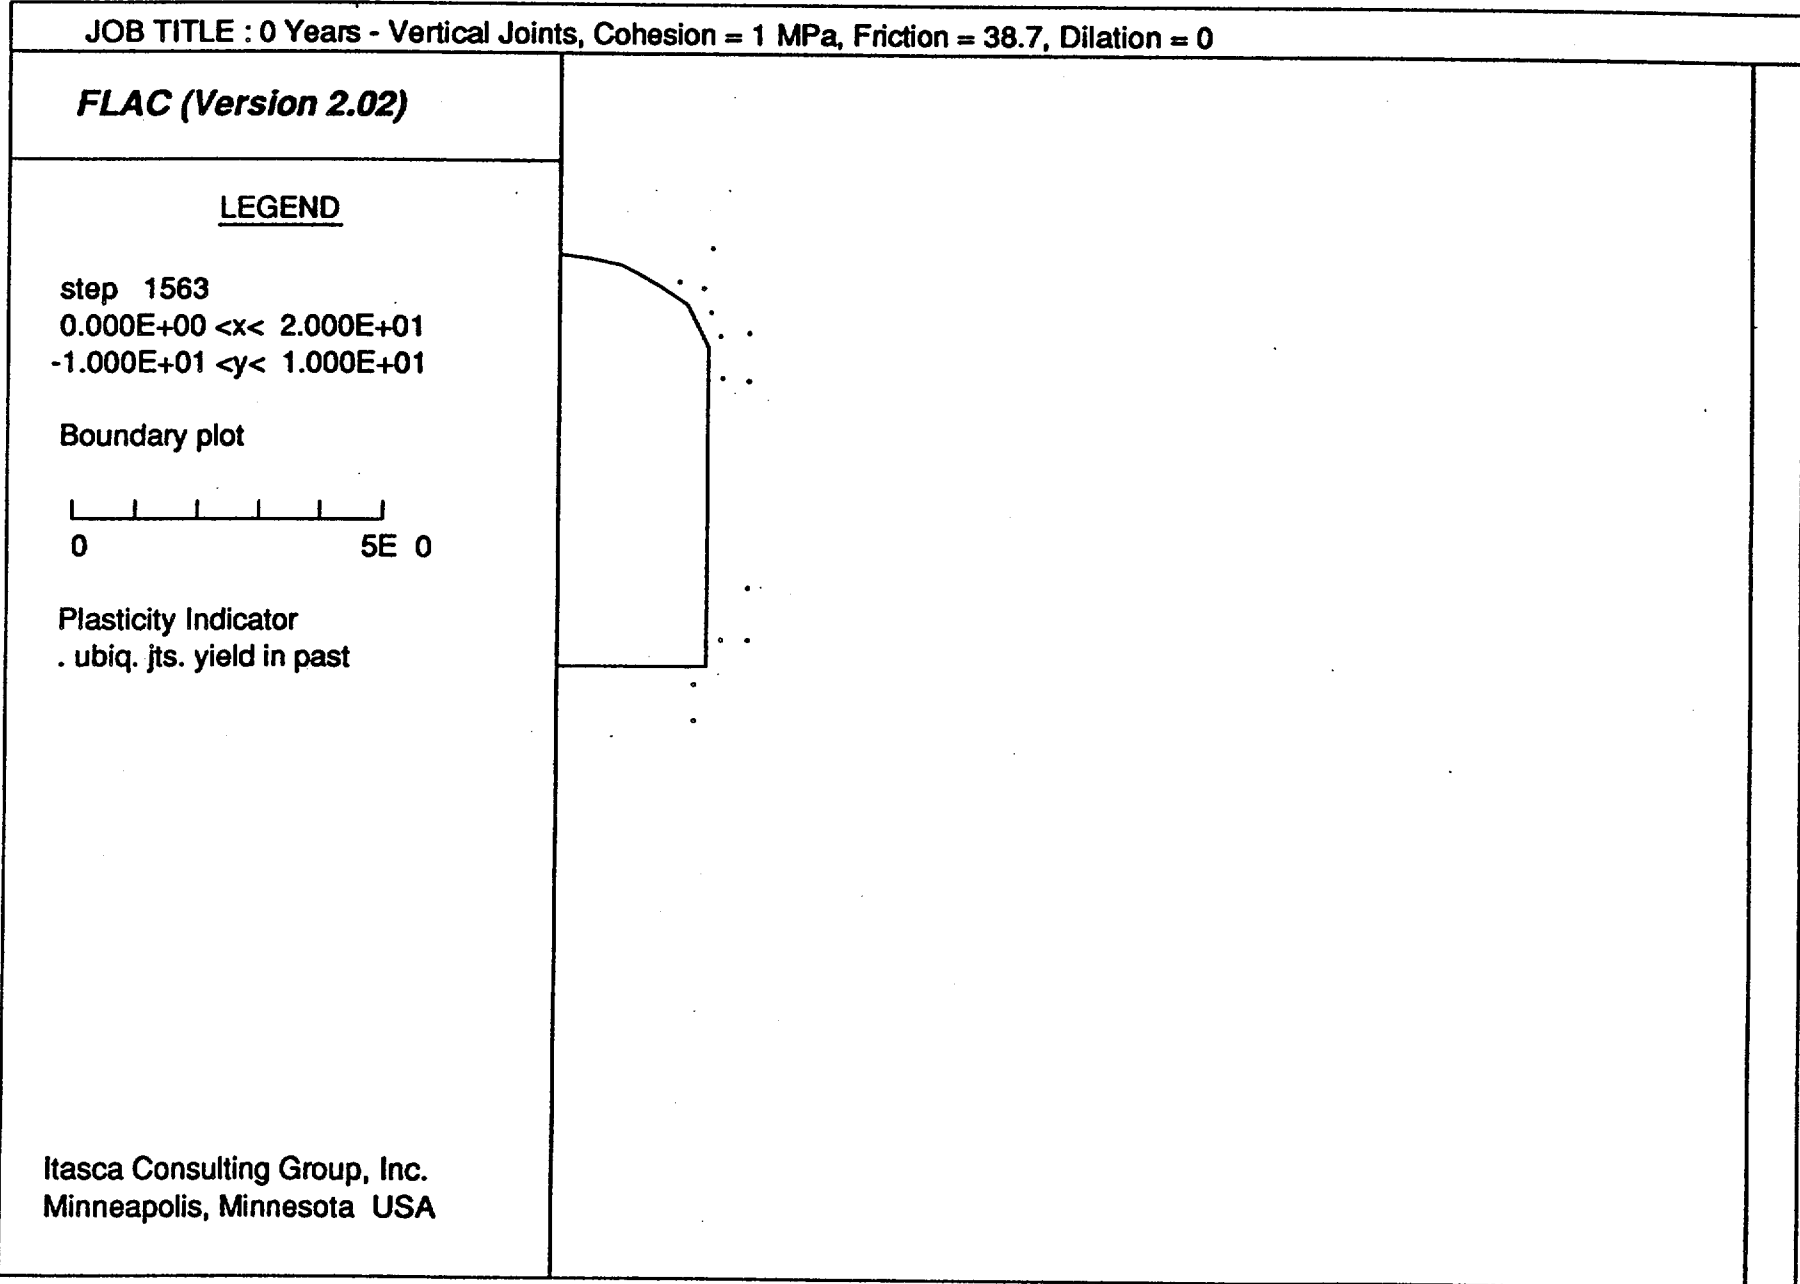 JOB TITLE : 0 Years - Vertical Joints, Cohesion = 1 MPa, Friction = 38.7, Dilation = 0
FLAC (Version 2.02)
LEGEND
step 1563
0.000E+00 <x< 2.000E+01
-1.000E+01 <y< 1.000E+01
Boundary plot
0 5E 0
Plasticity Indicator
. ubiq. jts. yield in past
Itasca Consulting Group, Inc.
Minneapolis, Minnesota USA